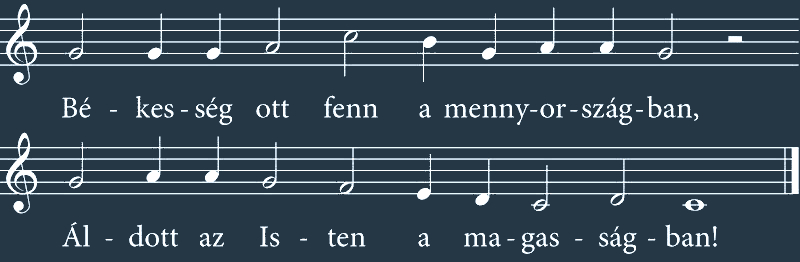 Bé - kes - ség ott fenn a menny-or-szág-ban,
Ál - dott az Is - ten a ma-gas - ság - ban!